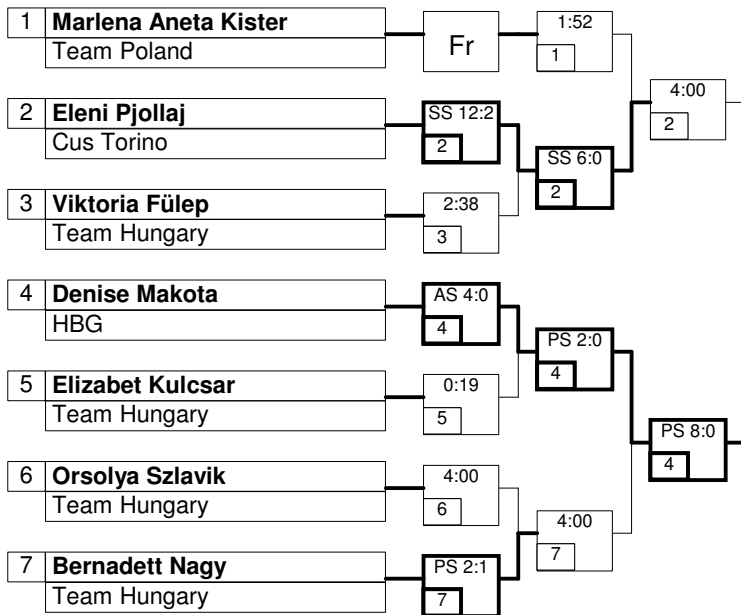 1 Marlena Aneta Kister
Team Poland
Fr
1:52
1
4:00
2
2 Eleni Pjollaj
Cus Torino
SS 12:2
2
SS 6:0
2
3 Viktoria Fülep
Team Hungary
2:38
3
4 Denise Makota
HBG
AS 4:0
4
PS 2:0
4
5 Elizabet Kulcsar
Team Hungary
0:19
5
PS 8:0
4
6 Orsolya Szlavik
Team Hungary
4:00
6
4:00
7
7 Bernadett Nagy
Team Hungary
PS 2:1
7